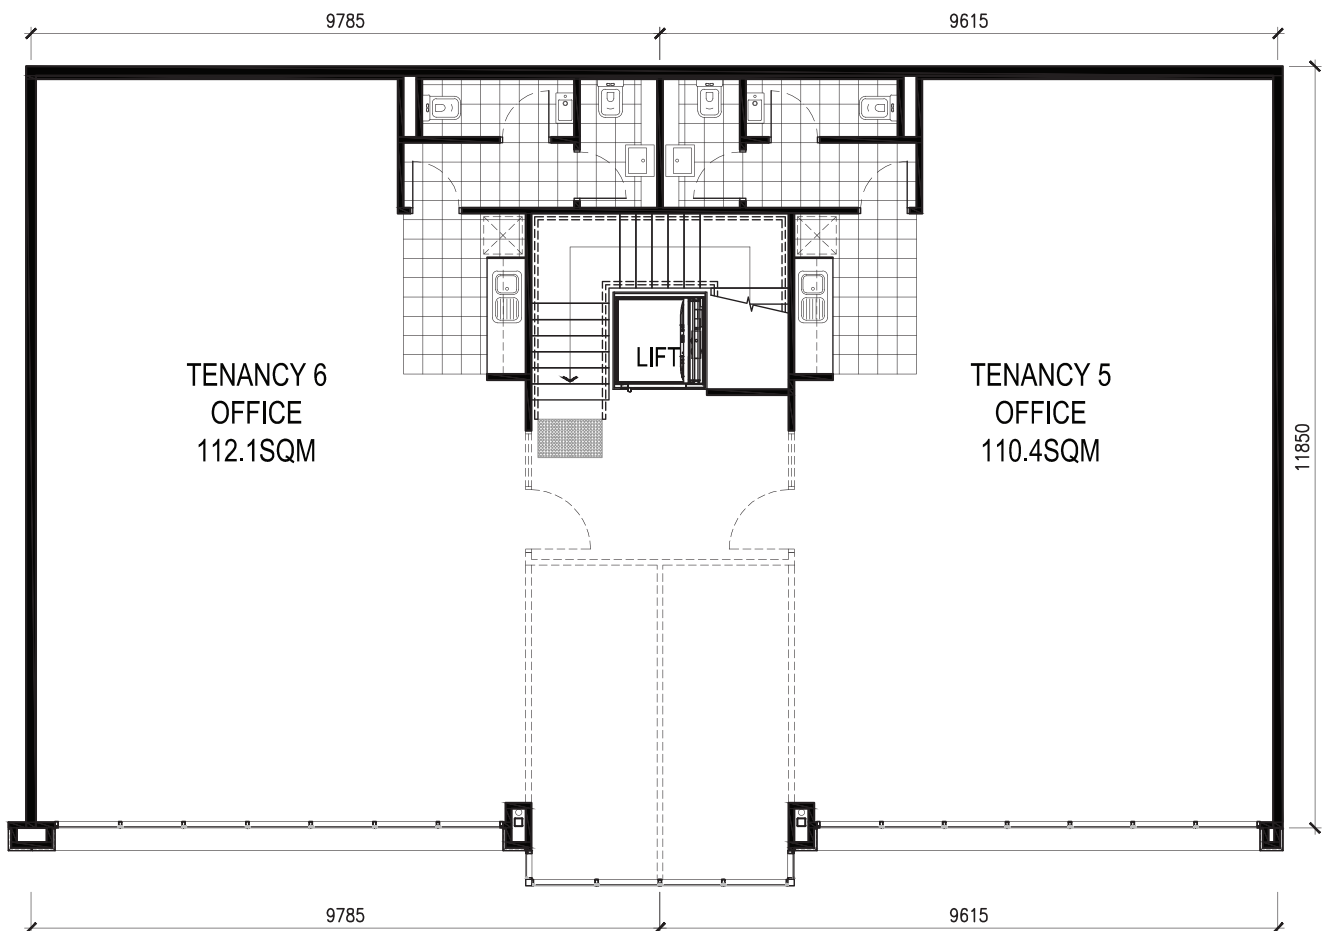 9785
9615
LIFT
TENANCY 6
OFFICE
112.1SQM
TENANCY 5
OFFICE
110.4SQM
11850
9785
9615